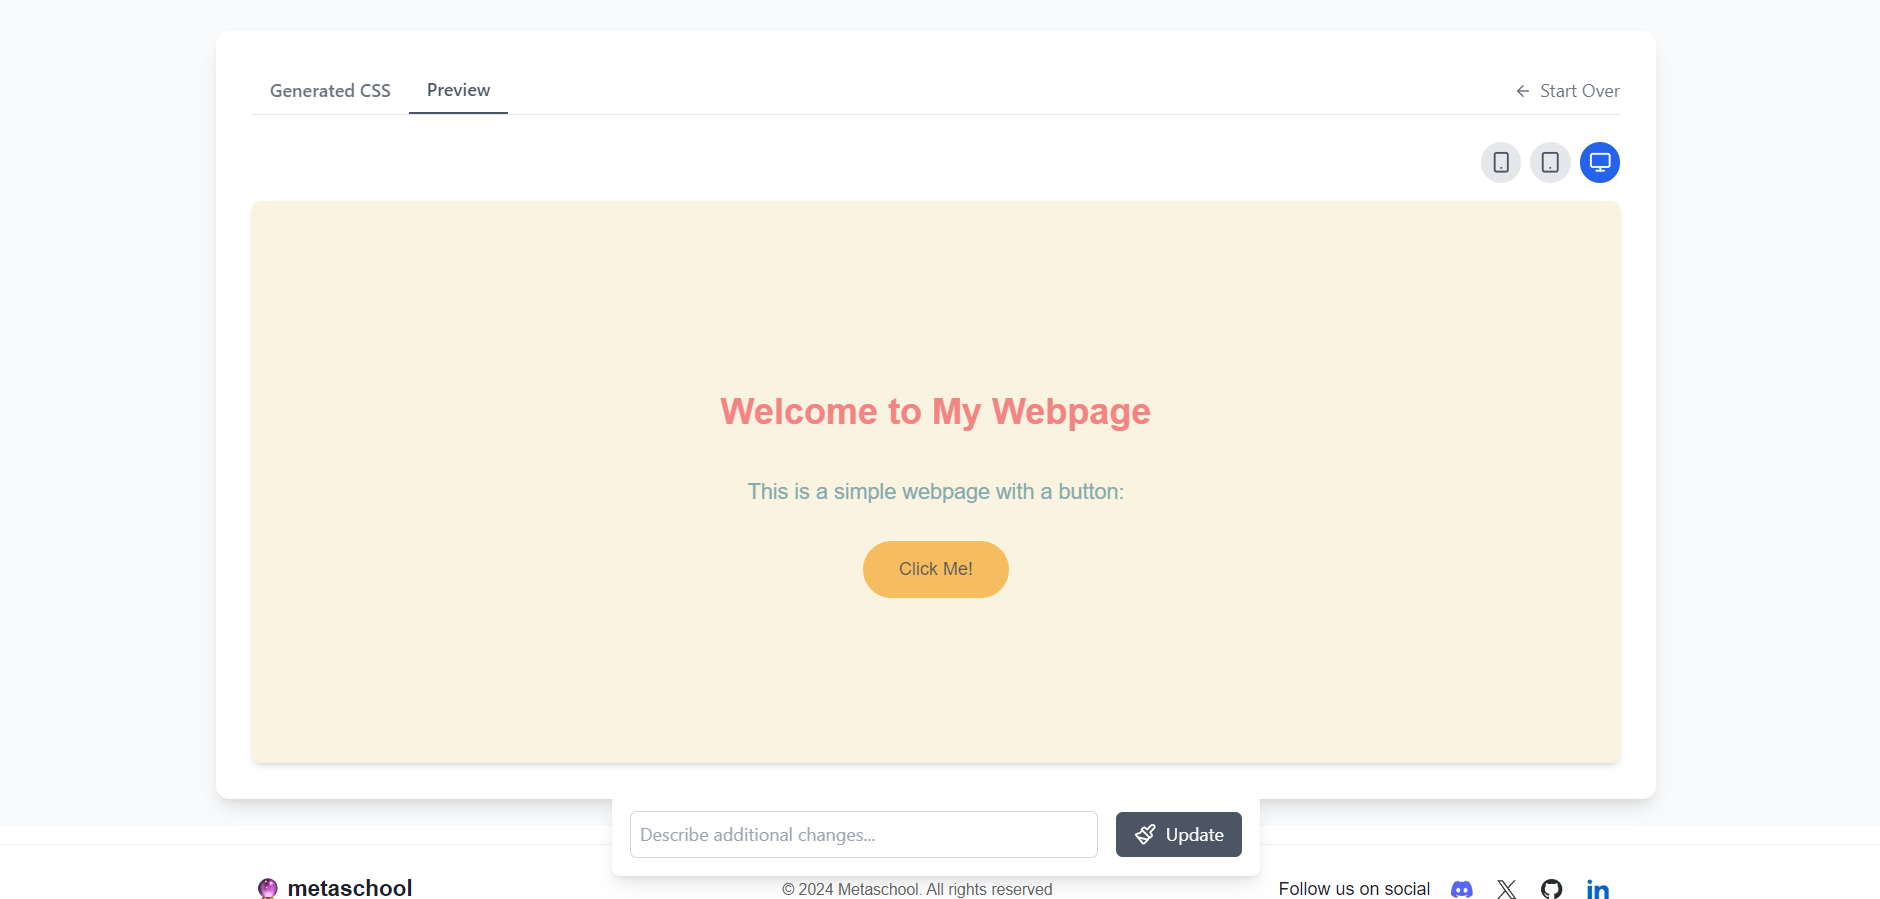 Generated CSS
Preview
Start Over
Welcome to My Webpage
This is a simple webpage with a button:
Click Me!
Describe additional changes...
Update
metaschool
© 2024 Metaschool. All rights reserved
Follow us on social